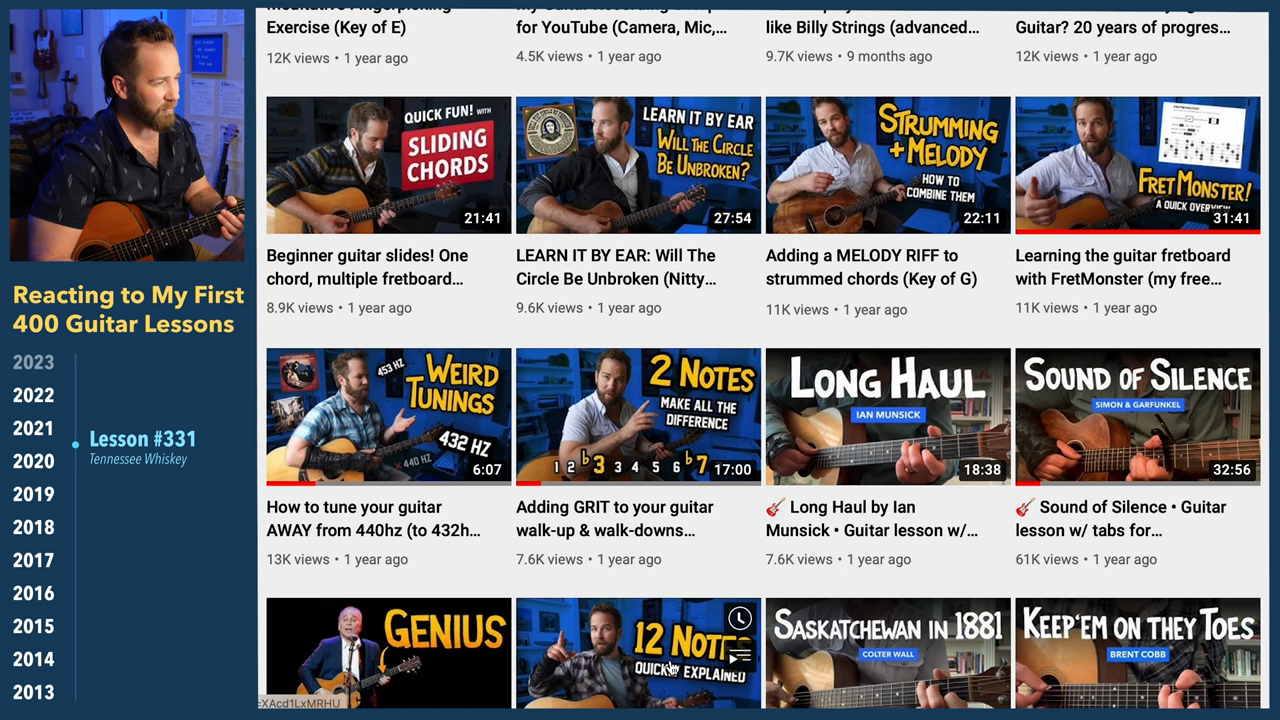 Reacting to My First
400 Guitar Lessons
2023
2022
2021
2020
2019
2018
2017
2016
2015
2014
2013
Lesson #331
Tennessee Whiskey
Exercise (Key of E)
12K views • 1 year ago
for YouTube (Camera, Mic,...
4.5K views • 1 year ago
like Billy Strings (advanced...
9.7K views • 9 months ago
Guitar? 20 years of progres...
12K views • 1 year ago
QUICK FUN! WITH
SLIDING
CHORDS
21:41
Beginner guitar slides! One
chord, multiple fretboard...
8.9K views • 1 year ago
LEARN IT BY EAR
WILL THE CIRCLE
BE UNBROKEN?
27:54
LEARN IT BY EAR: Will The
Circle Be Unbroken (Nitty...
9.6K views • 1 year ago
STRUMMING
+ MELODY
HOW TO
COMBINE THEM
22:11
Adding a MELODY RIFF to
strummed chords (Key of G)
11K views • 1 year ago
FRETMONSTER!
A QUICK OVERVIEW
31:41
Learning the guitar fretboard
with FretMonster (my free...
11K views • 1 year ago
453 HZ
WEIRD
TUNINGS
432 HZ
× 440 HZ
6:07
How to tune your guitar
AWAY from 440hz (to 432h...
13K views • 1 year ago
2 NOTES
MAKE ALL THE
DIFFERENCE
1 2 ♭3 4 5 6 ♭7
17:00
Adding GRIT to your guitar
walk-up & walk-downs...
7.6K views • 1 year ago
LONG HAUL
IAN MUNSICK
18:38
🎸 Long Haul by Ian
Munsick • Guitar lesson w/...
7.6K views • 1 year ago
SOUND OF SILENCE
SIMON & GARFUNKEL
32:56
🎸 Sound of Silence • Guitar
lesson w/ tabs for...
61K views • 1 year ago
GENIUS
=XAcd1LxMRHU
12 NOTES
QUICKLY EXPLAINED
SASKATCHEWAN IN 1881
COLTER WALL
KEEP 'EM ON THEY TOES
BRENT COBB